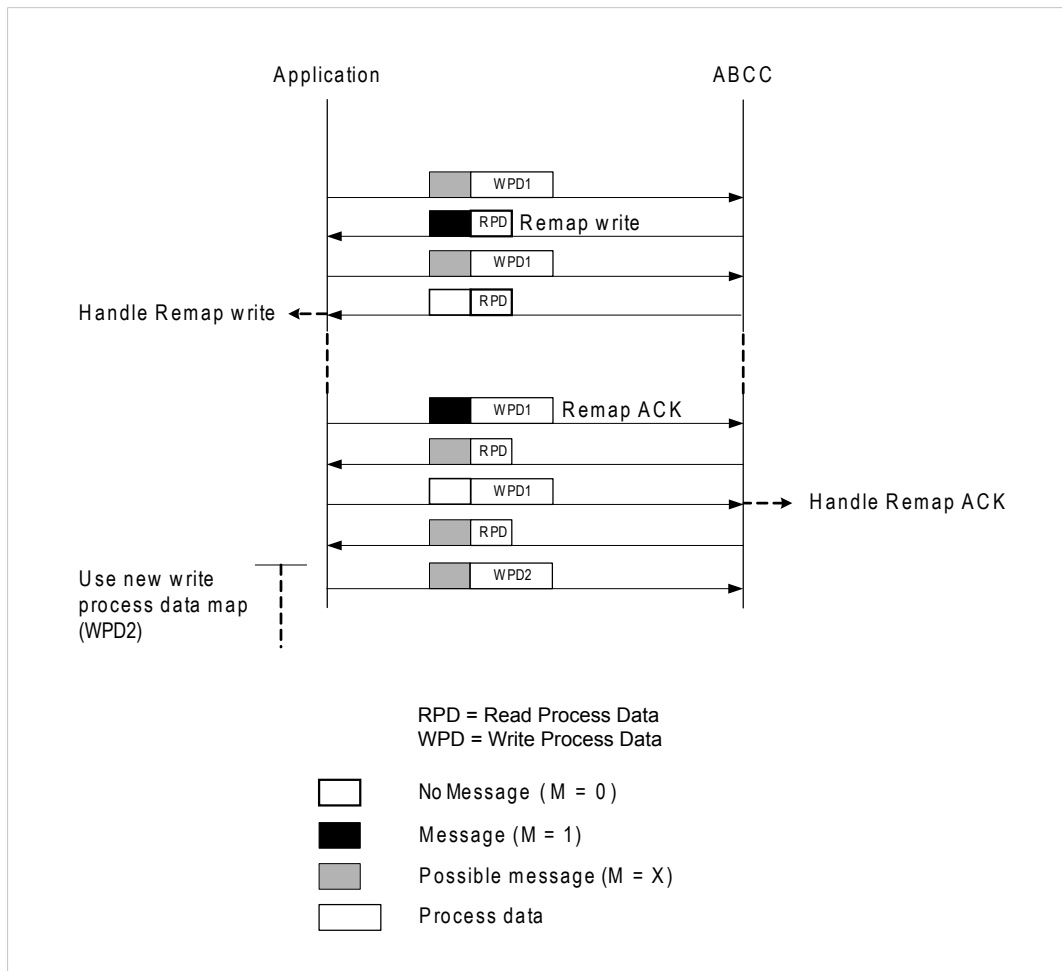 Application
ABCC
WPD1
RPD Remap write
WPD1
RPD
Handle Remap write
WPD1 Remap ACK
RPD
WPD1
Handle Remap ACK
RPD
WPD2
Use new write
process data map
(WPD2)
RPD = Read Process Data
WPD = Write Process Data
No Message ( M = 0 )
Message (M = 1)
Possible message (M = X)
Process data